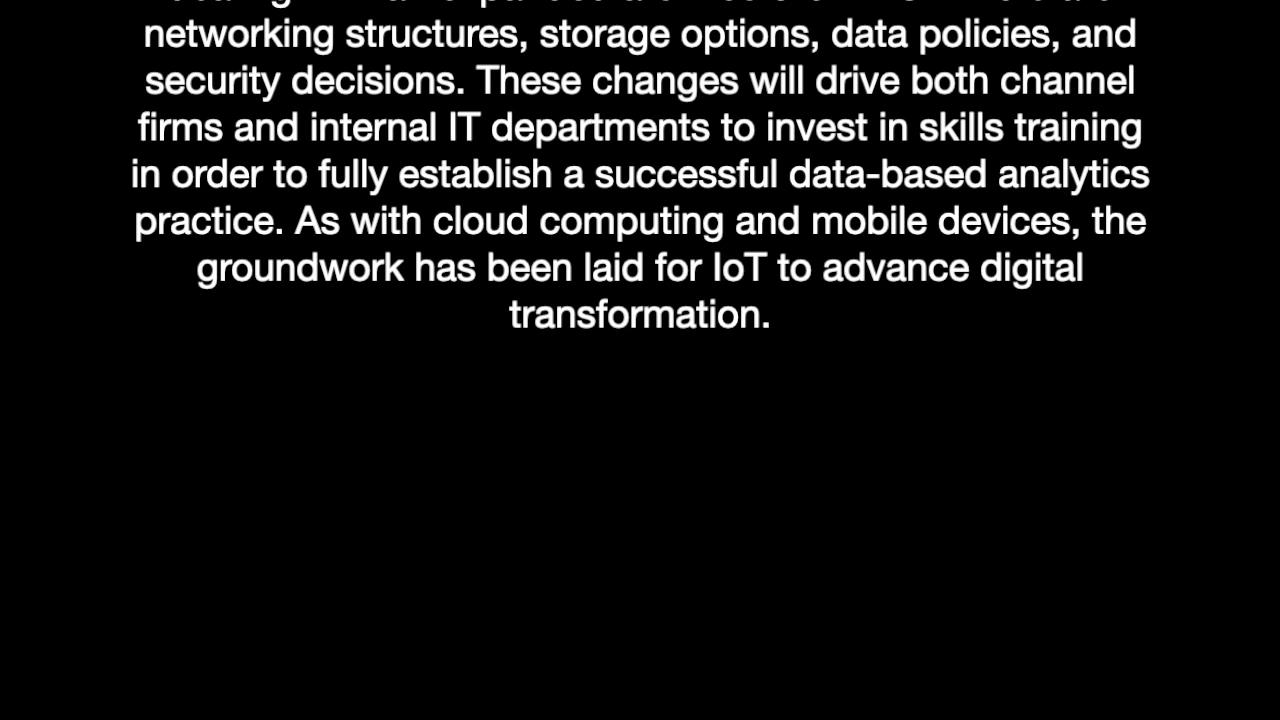 networking structures, storage options, data policies, and
security decisions. These changes will drive both channel
firms and internal IT departments to invest in skills training
in order to fully establish a successful data-based analytics
practice. As with cloud computing and mobile devices, the
groundwork has been laid for IoT to advance digital
transformation.